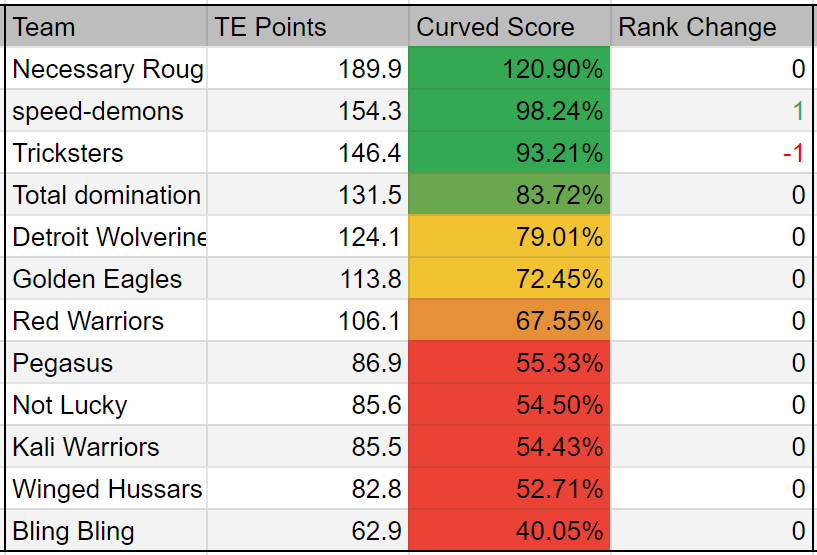 Team TE Points Curved Score Rank Change
Necessary Roug 189.9 120.90% 0
speed-demons 154.3 98.24% 1
Tricksters 146.4 93.21% -1
Total domination 131.5 83.72% 0
Detroit Wolverine 124.1 79.01% 0
Golden Eagles 113.8 72.45% 0
Red Warriors 106.1 67.55% 0
Pegasus 86.9 55.33% 0
Not Lucky 85.6 54.50% 0
Kali Warriors 85.5 54.43% 0
Winged Hussars 82.8 52.71% 0
Bling Bling 62.9 40.05% 0